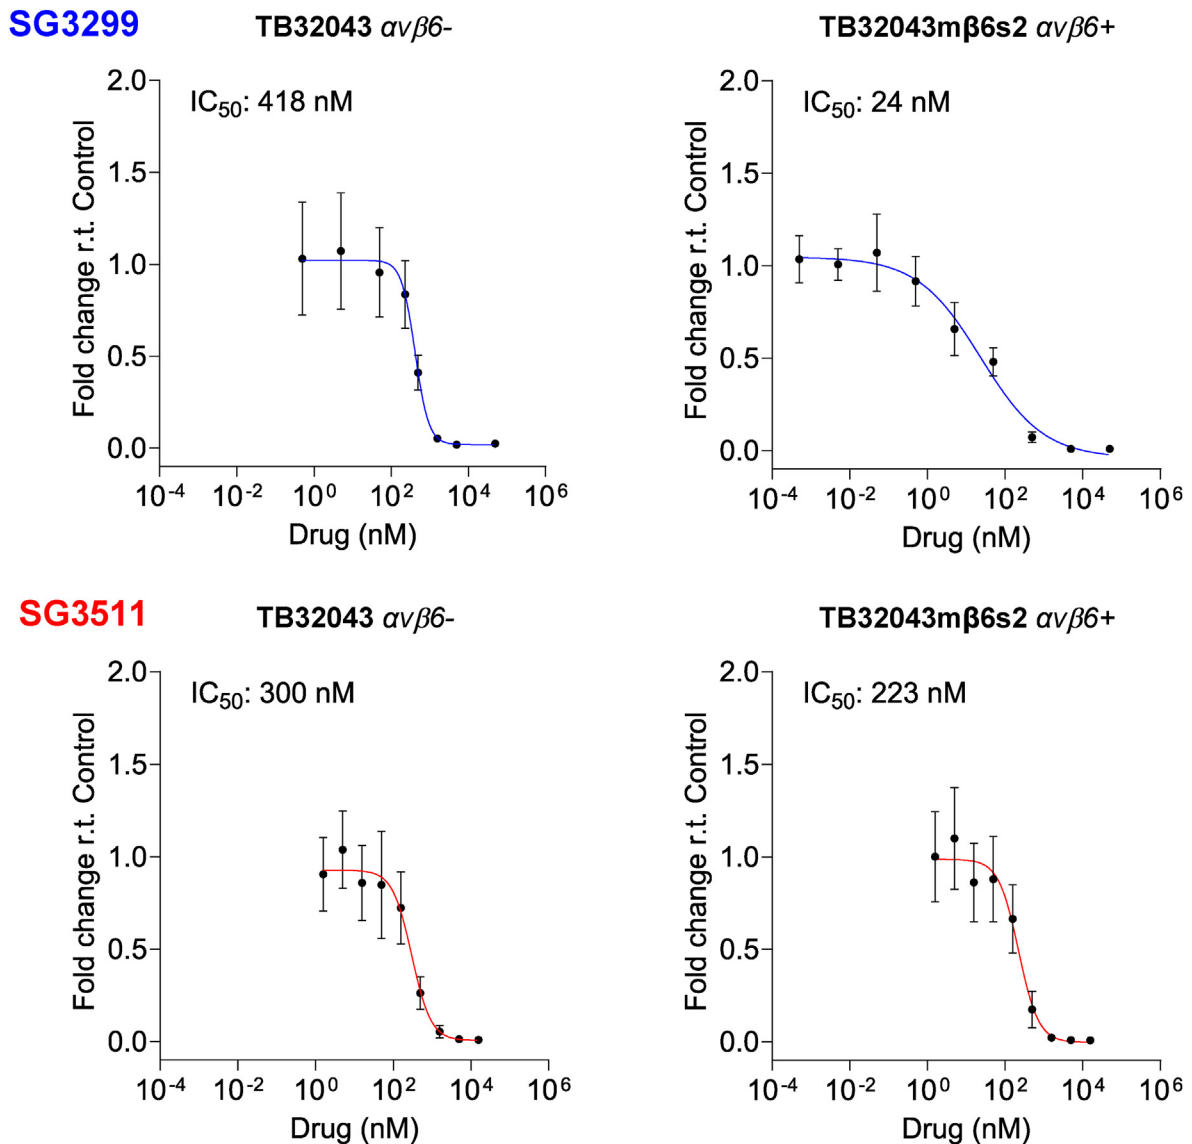 SG3299
TB32043 αvβ6-
TB32043mβ6s2 αvβ6+
IC50: 418 nM
Fold change r.t. Control
2.0
1.5
1.0
0.5
0.0
10-4 10-2 100 102 104 106
Drug (nM)
IC50: 24 nM
Fold change r.t. Control
2.0
1.5
1.0
0.5
0.0
10-4 10-2 100 102 104 106
Drug (nM)
SG3511
TB32043 αvβ6-
TB32043mβ6s2 αvβ6+
IC50: 300 nM
Fold change r.t. Control
2.0
1.5
1.0
0.5
0.0
10-4 10-2 100 102 104 106
Drug (nM)
IC50: 223 nM
Fold change r.t. Control
2.0
1.5
1.0
0.5
0.0
10-4 10-2 100 102 104 106
Drug (nM)